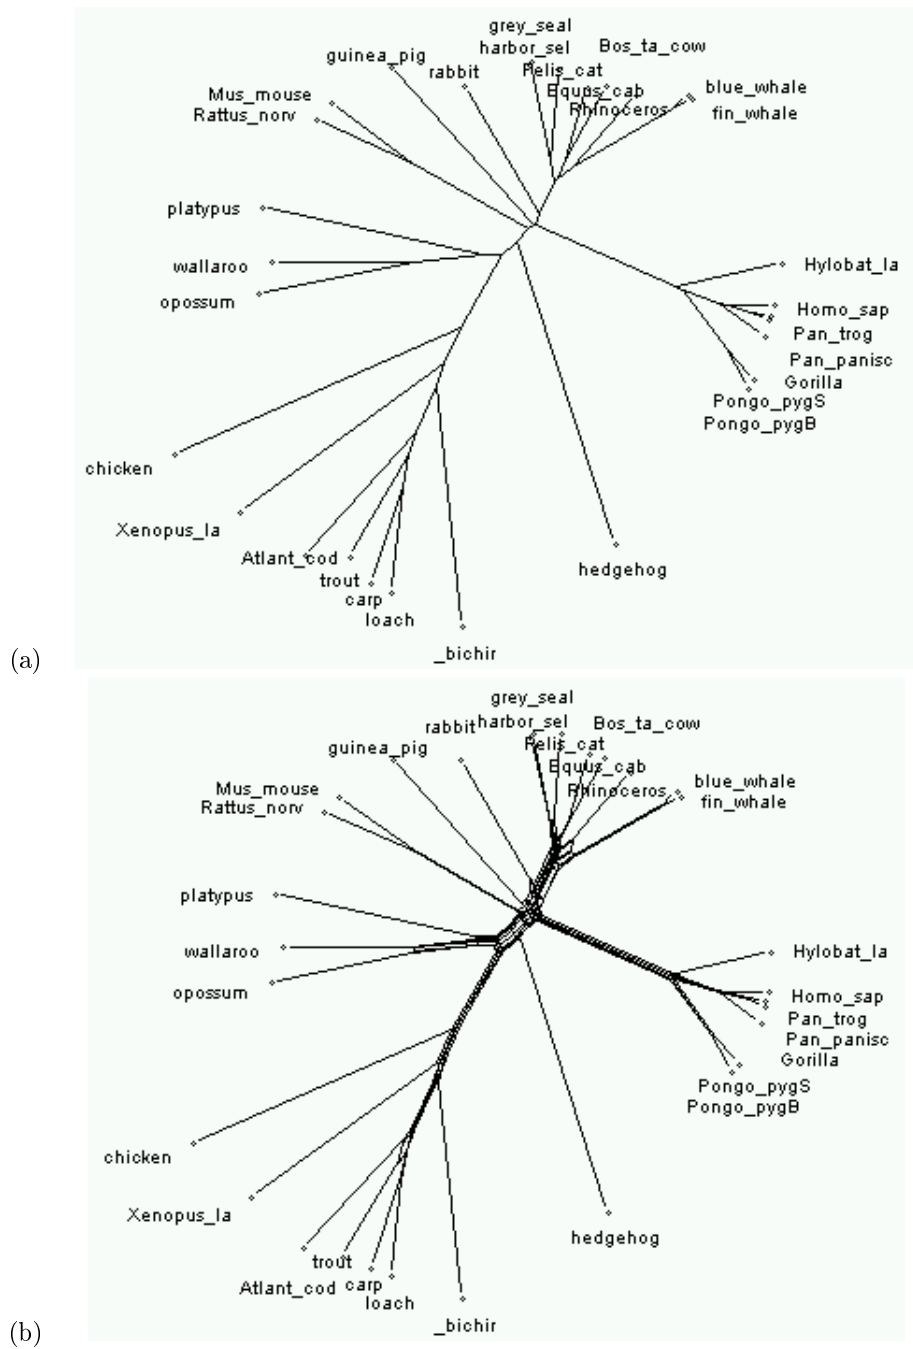 grey_seal
harbor_sel
Bos_ta_cow
guinea_pig
rabbit
Felis_cat
Equus_cab
blue_whale
Mus_mouse
Rhinoceros
fin_whale
Rattus_norv
platypus
wallaroo
Hylobat_la
opossum
Homo_sap
Pan_trog
Pan_panisc
Gorilla
Pongo_pygS
Pongo_pygB
chicken
Xenopus_la
Atlant_cod
hedgehog
trout
carp
loach
_bichir
(a)
grey_seal
rabbit
harbor_sel
Bos_ta_cow
guinea_pig
Felis_cat
Equus_cab
blue_whale
Mus_mouse
Rhinoceros
fin_whale
Rattus_norv
platypus
wallaroo
Hylobat_la
opossum
Homo_sap
Pan_trog
Pan_panisc
Gorilla
Pongo_pygS
Pongo_pygB
chicken
Xenopus_la
hedgehog
trout
Atlant_cod
carp
loach
_bichir
(b)